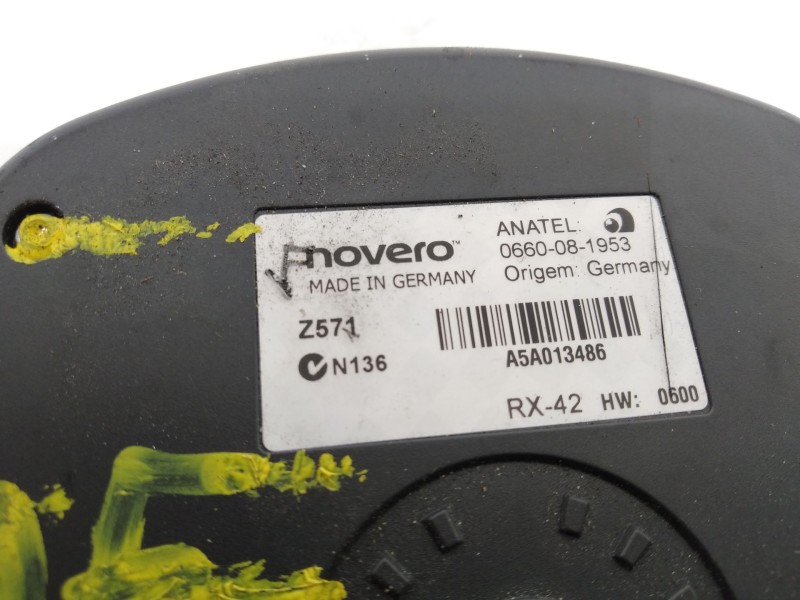 novero™
MADE IN GERMANY
ANATEL:
0660-08-1953
Origem: Germany
Z571
N136
A5A013486
RX-42 HW: 0600